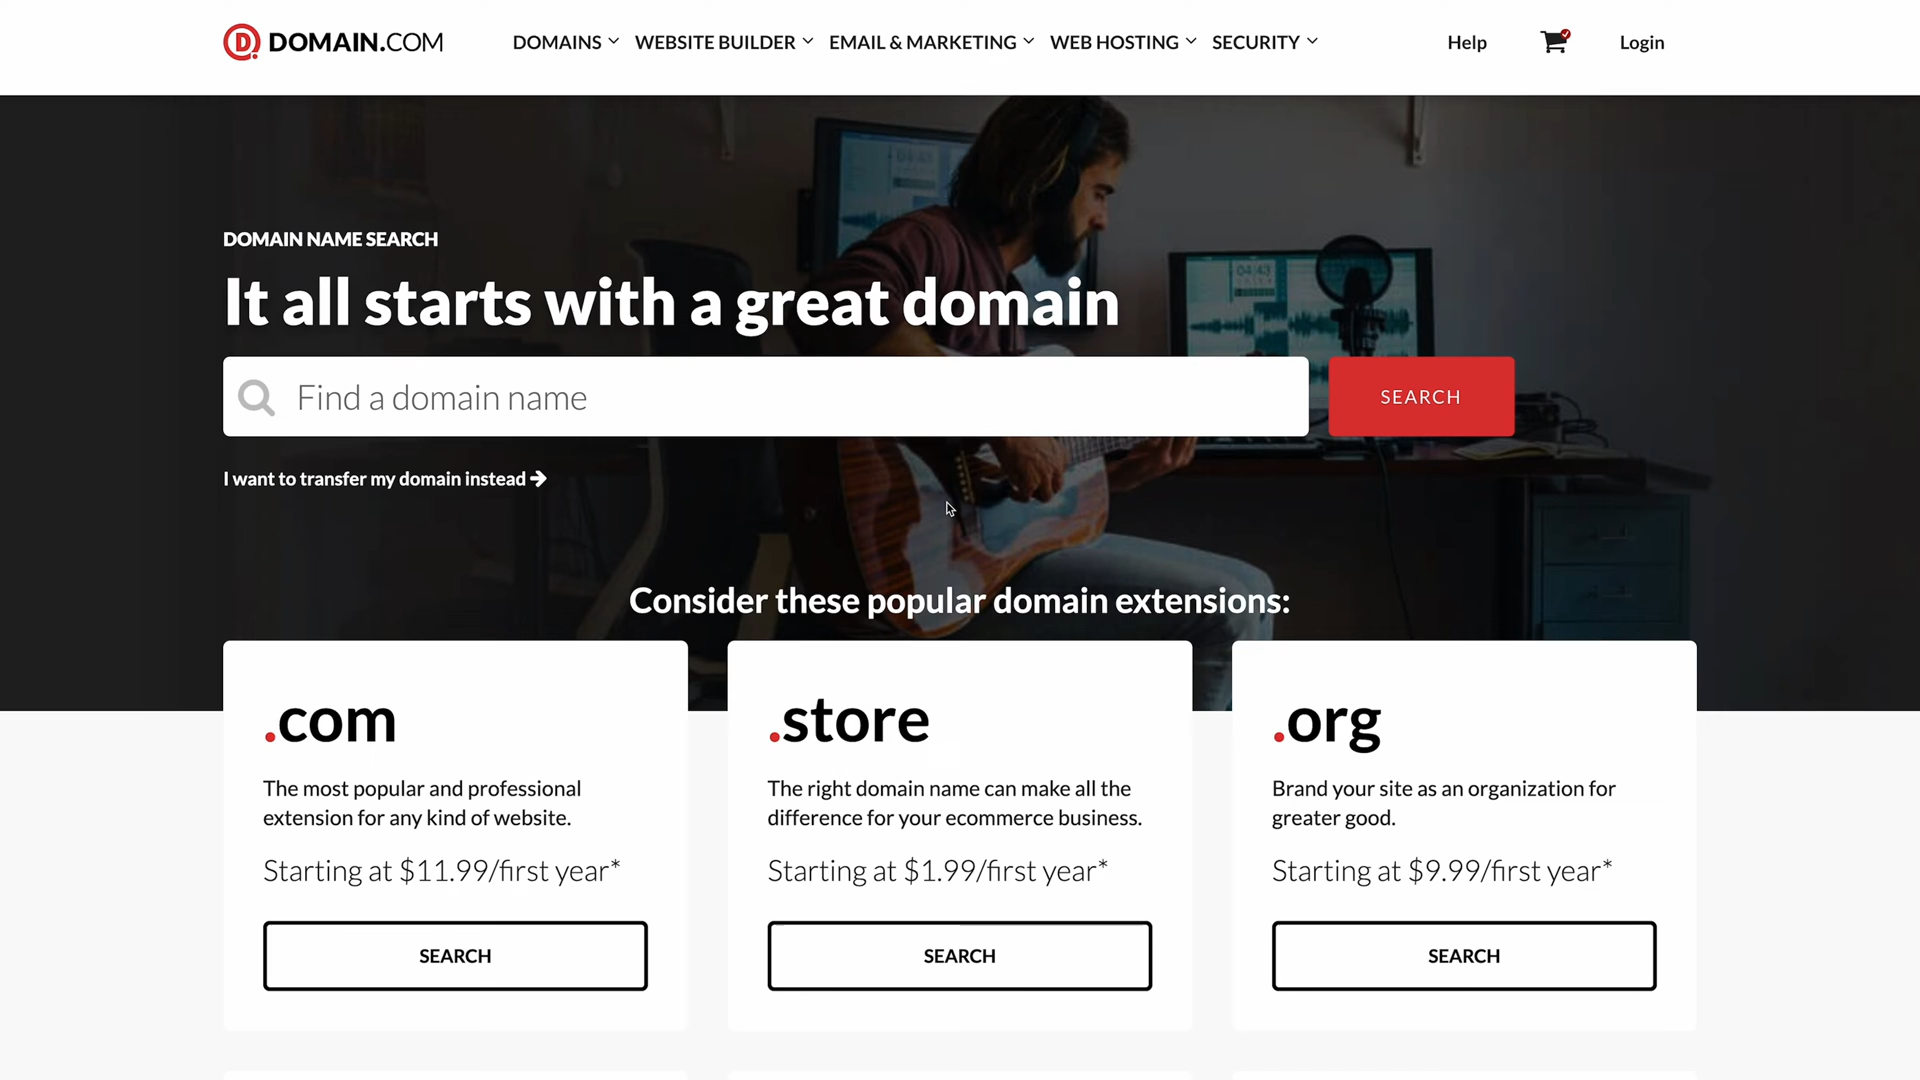 DOMAIN.COM
DOMAINS
WEBSITE BUILDER
EMAIL & MARKETING
WEB HOSTING
SECURITY
Help
Login
DOMAIN NAME SEARCH
It all starts with a great domain
Find a domain name
SEARCH
I want to transfer my domain instead
Consider these popular domain extensions:
.com
The most popular and professional
extension for any kind of website.
Starting at $11.99/first year*
SEARCH
.store
The right domain name can make all the
difference for your ecommerce business.
Starting at $1.99/first year*
SEARCH
.org
Brand your site as an organization for
greater good.
Starting at $9.99/first year*
SEARCH
04:43
04:43